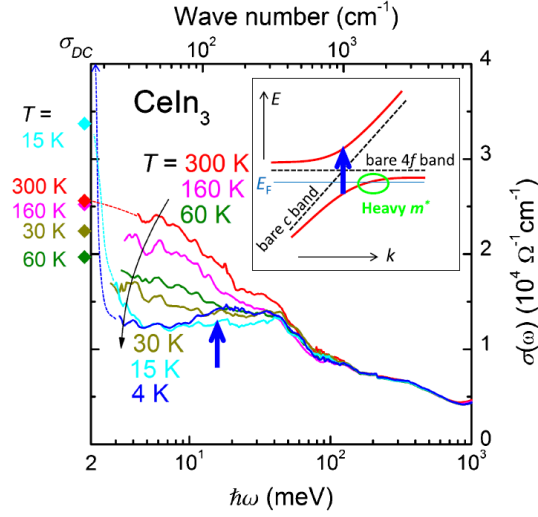 Wave number (cm⁻¹)
σ_DC 10² 10³
CeIn₃
T =
15 K
300 K
160 K
30 K
60 K
T = 300 K
160 K
60 K
30 K
15 K
4 K
E
E_F
bare 4f band
bare c band
Heavy m*
k
4
3
2
1
0
σ(ω) (10⁴ Ω⁻¹cm⁻¹)
2 10¹ 10² 10³
ħω (meV)